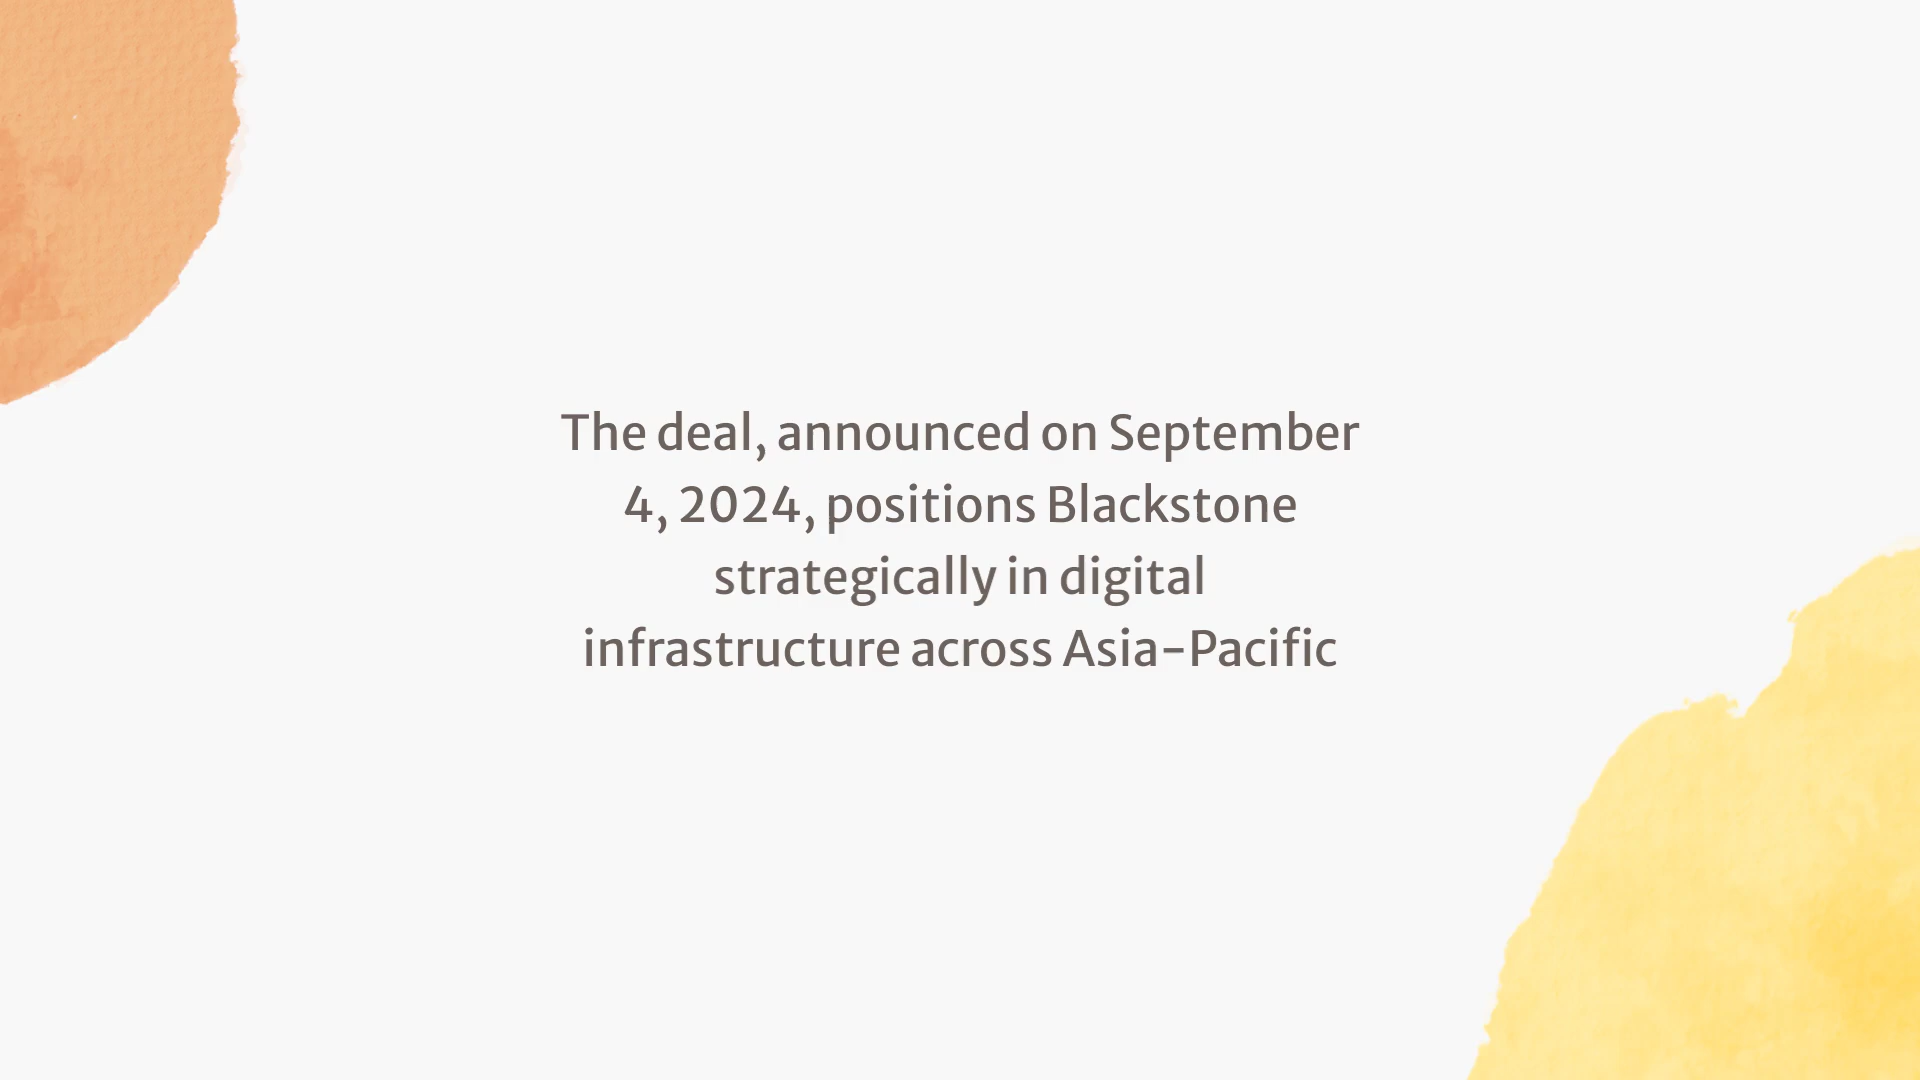 The deal, announced on September
4, 2024, positions Blackstone
strategically in digital
infrastructure across Asia-Pacific